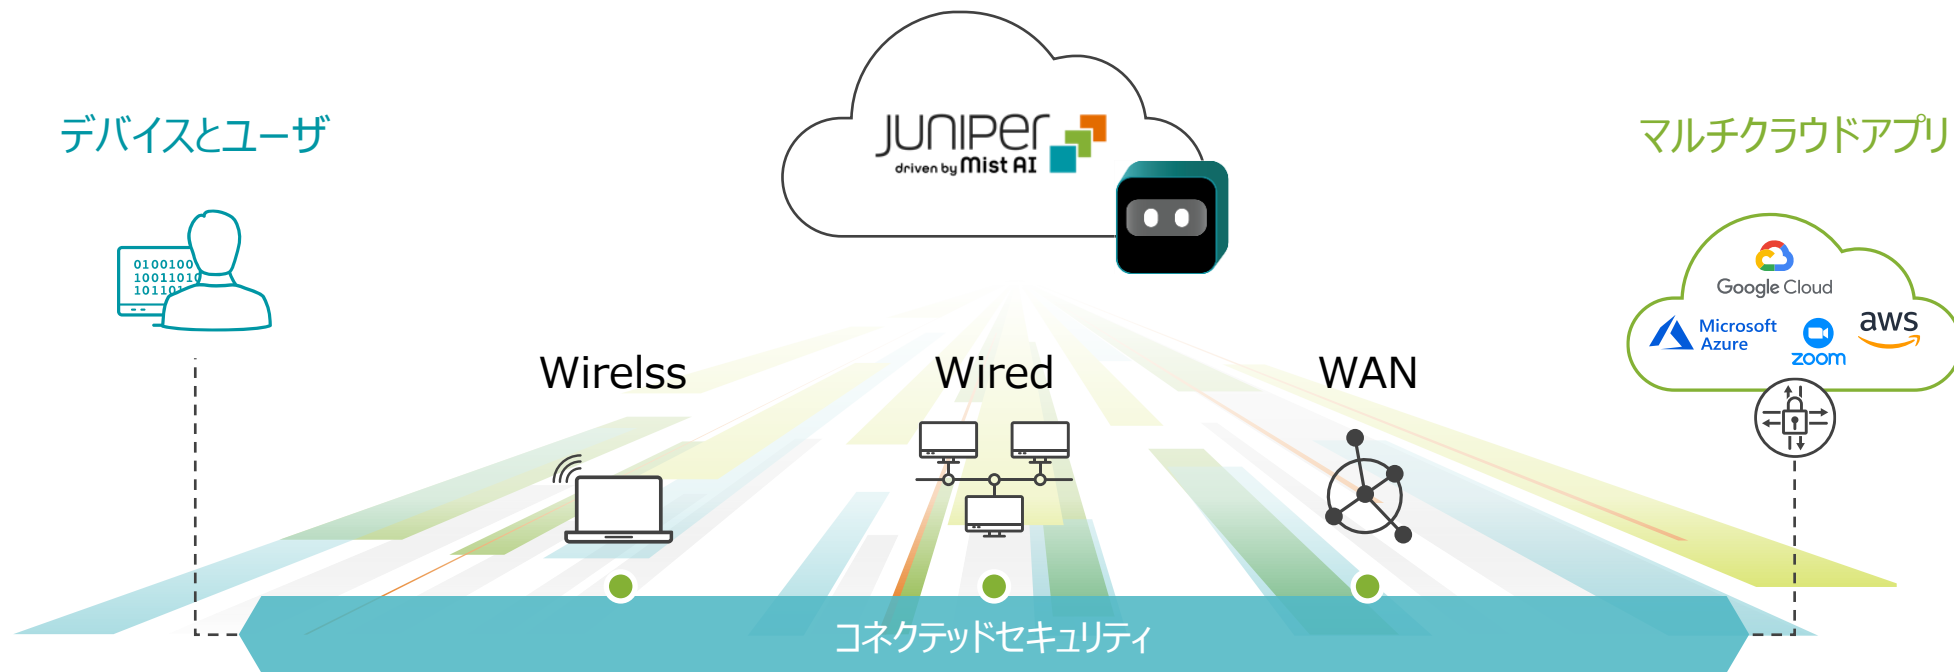 JUNIPer
driven by Mist AI
デバイスとユーザ
マルチクラウドアプリ
0100100
10011010
10110
Google Cloud
Microsoft
Azure
zoom
aws
Wirelss
Wired
WAN
コネクテッドセキュリティ